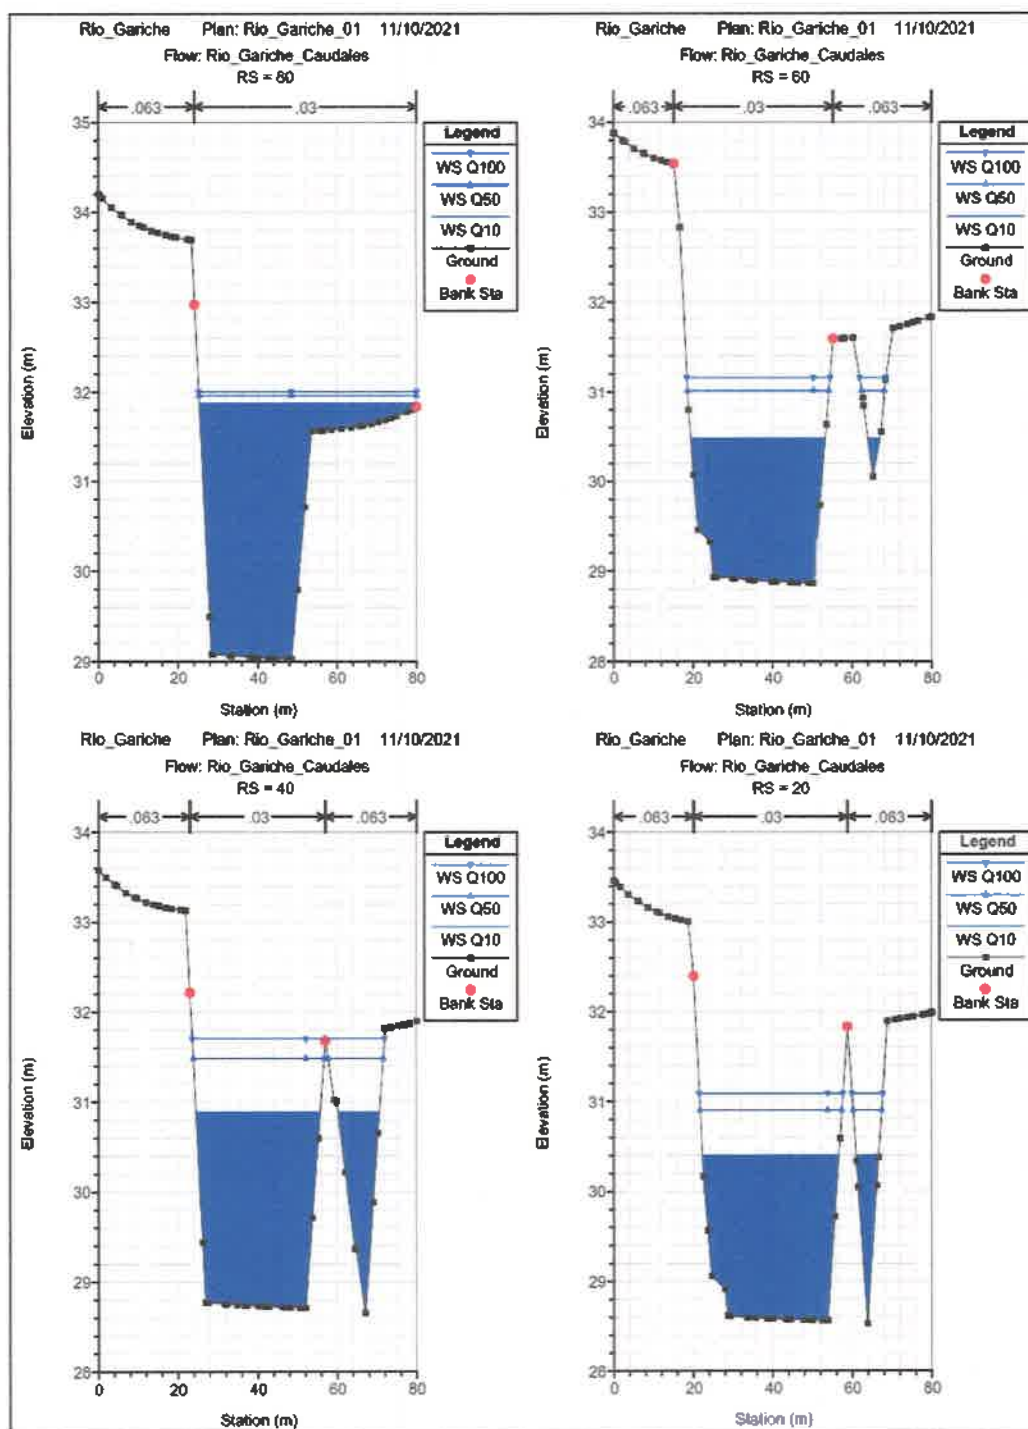 Rio_Gariche Plan: Rio_Gariche_01 11/10/2021
Flow: Rio_Gariche_Caudales
RS = 80
.063 .03
35
34
33
32
31
30
29
0 20 40 60 80
Elevation (m)
Station (m)
Legend
WS Q100
WS Q50
WS Q10
Ground
Bank Sta
Rio_Gariche Plan: Rio_Gariche_01 11/10/2021
Flow: Rio_Gariche_Caudales
RS = 60
.063 .03 .063
34
33
32
31
30
29
28
0 20 40 60 80
Elevation (m)
Station (m)
Legend
WS Q100
WS Q50
WS Q10
Ground
Bank Sta
Rio_Gariche Plan: Rio_Gariche_01 11/10/2021
Flow: Rio_Gariche_Caudales
RS = 40
.063 .03 .063
34
33
32
31
30
29
28
0 20 40 60 80
Elevation (m)
Station (m)
Legend
WS Q100
WS Q50
WS Q10
Ground
Bank Sta
Rio_Gariche Plan: Rio_Gariche_01 11/10/2021
Flow: Rio_Gariche_Caudales
RS = 20
.063 .03 .063
34
33
32
31
30
29
28
0 20 40 60 80
Elevation (m)
Station (m)
Legend
WS Q100
WS Q50
WS Q10
Ground
Bank Sta